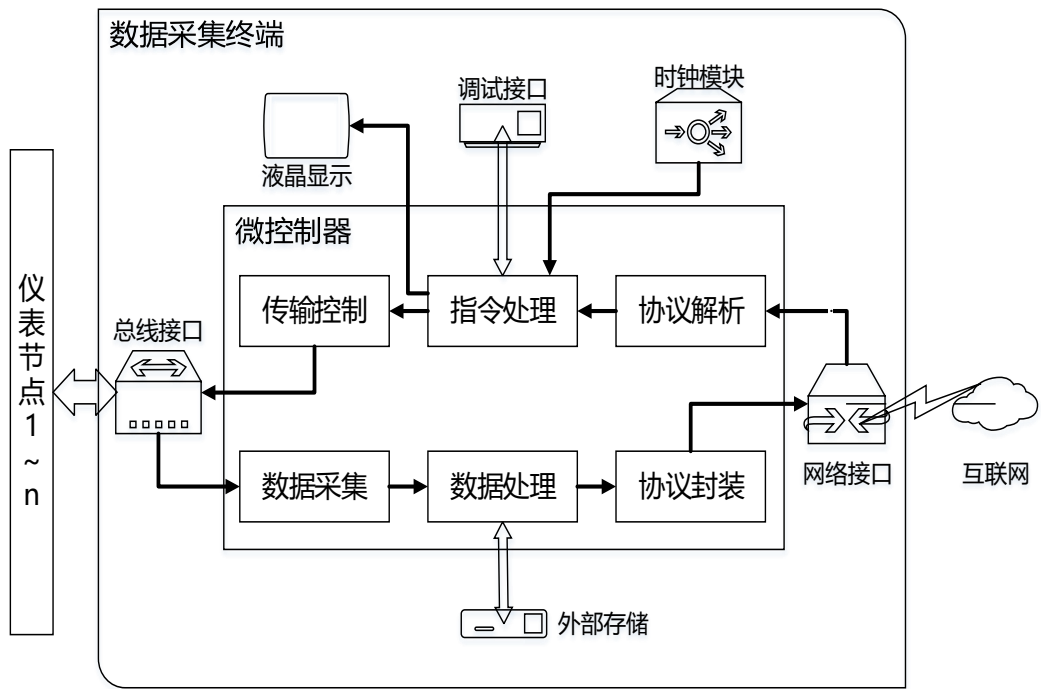 数据采集终端
时钟模块
调试接口
液晶显示
微控制器
仪表节点1~n
传输控制
指令处理
协议解析
总线接口
网络接口
互联网
数据采集
数据处理
协议封装
外部存储